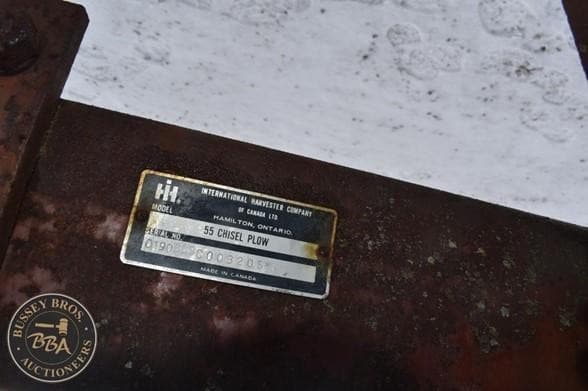 IH
INTERNATIONAL HARVESTER COMPANY
OF CANADA LTD
HAMILTON, ONTARIO.
MODEL
55 CHISEL PLOW
SERIAL NO.
MADE IN CANADA
BUSSEY BROS.
BBA
AUCTIONEERS